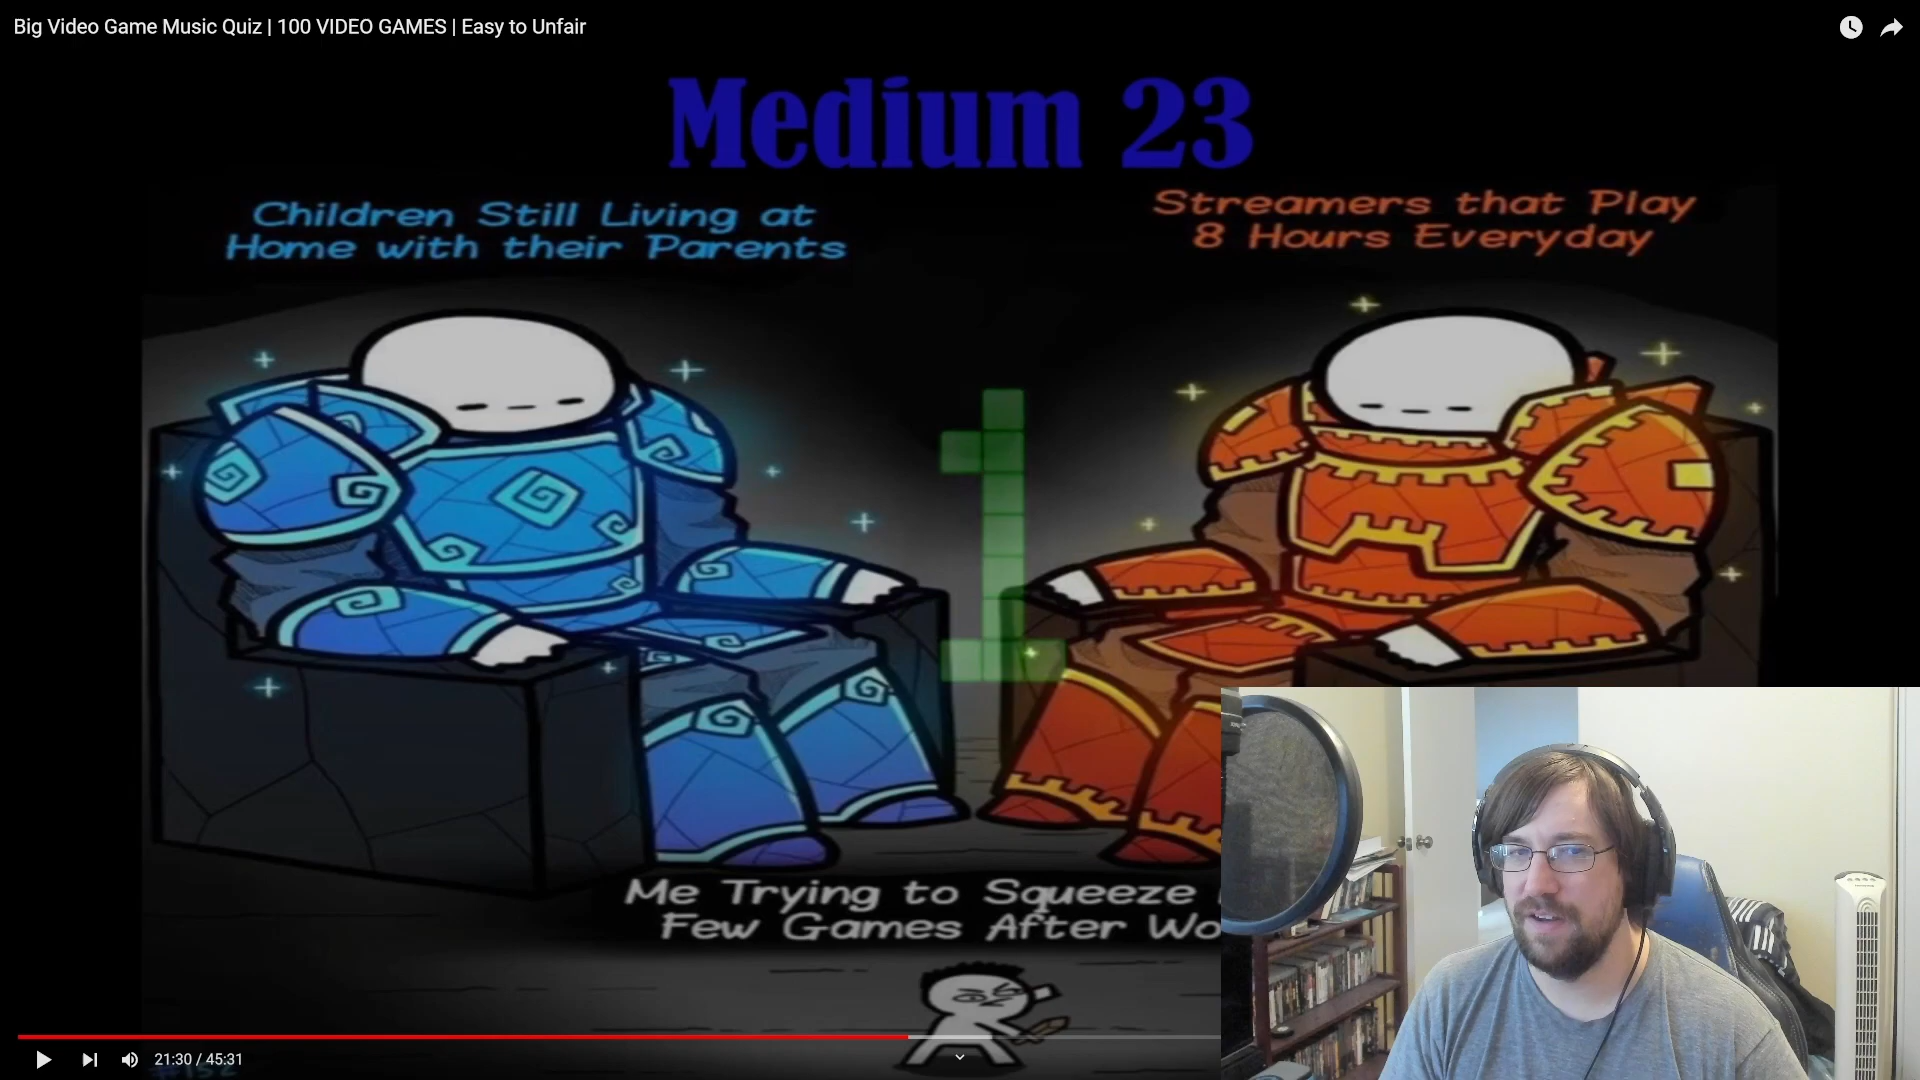 Big Video Game Music Quiz | 100 VIDEO GAMES | Easy to Unfair
Medium 23
Children Still Living at
Home with their Parents
Streamers that Play
8 Hours Everyday
1
Me Trying to Squeeze
Few Games After Wo
21:30 / 45:31